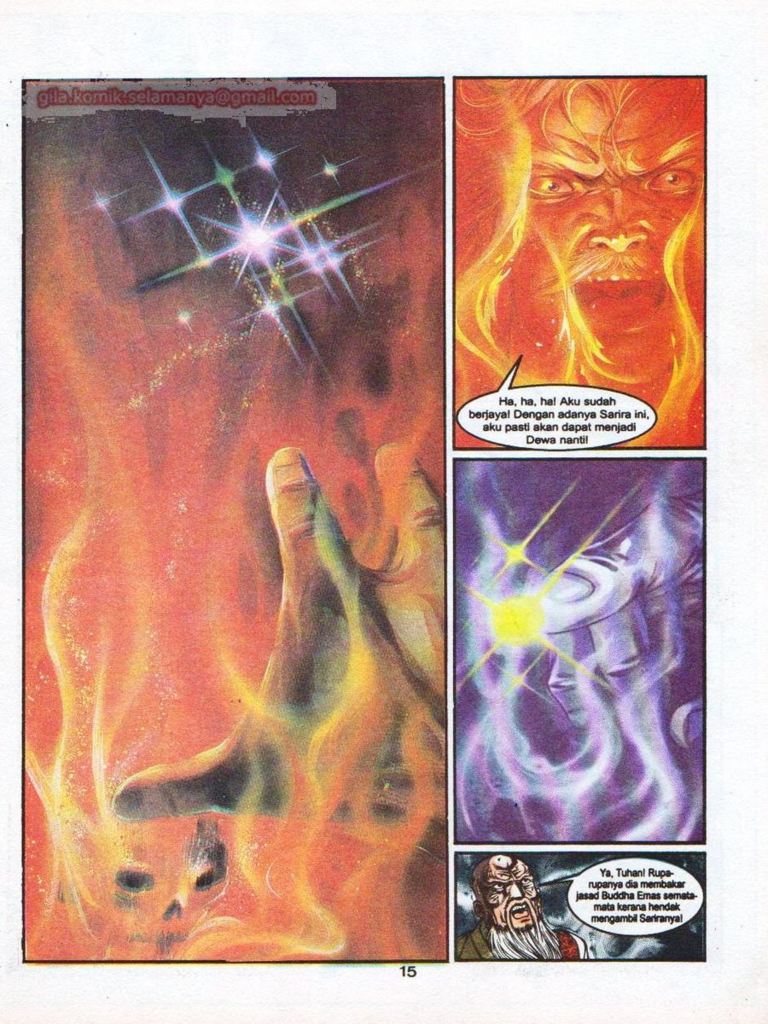 gila.komik.selamanya@gmail.com
Ha, ha, ha! Aku sudah
berjaya! Dengan adanya Sarira ini,
aku pasti akan dapat menjadi
Dewa nanti!
Ya, Tuhan! Rupa-
rupanya dia membakar
jasad Buddha Emas semata-
mata kerana hendak
mengambil Sariranya!
15